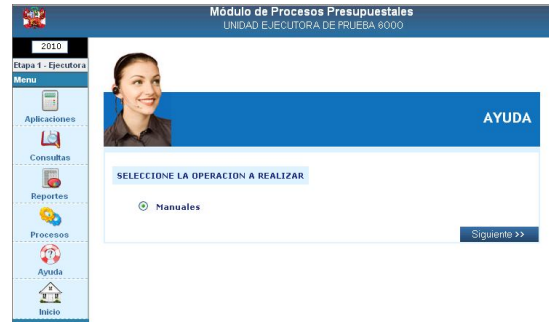 Módulo de Procesos Presupuestales
UNIDAD EJECUTORA DE PRUEBA 6000
2010
Etapa 1 - Ejecutora
Menu
Aplicaciones
Consultas
Reportes
Procesos
Ayuda
Inicio
AYUDA
SELECCIONE LA OPERACION A REALIZAR
Manuales
Siguiente >>